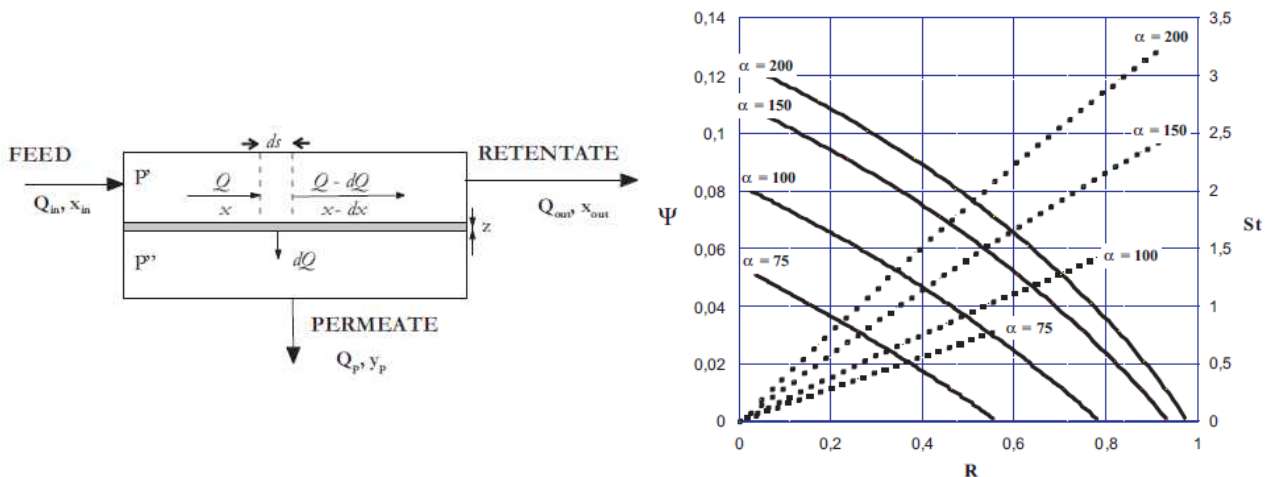 FEED
Q_in, x_in
P'
ds
Q
x
Q - dQ
x- dx
RETENTATE
Q_out, x_out
z
P''
dQ
PERMEATE
Q_p, y_p
0,14
0,12
0,1
0,08
0,06
0,04
0,02
0
Ψ
α = 200
α = 150
α = 100
α = 75
α = 200
α = 150
α = 100
α = 75
3,5
3
2,5
2
1,5
1
0,5
0
St
0
0,2
0,4
0,6
0,8
1
R